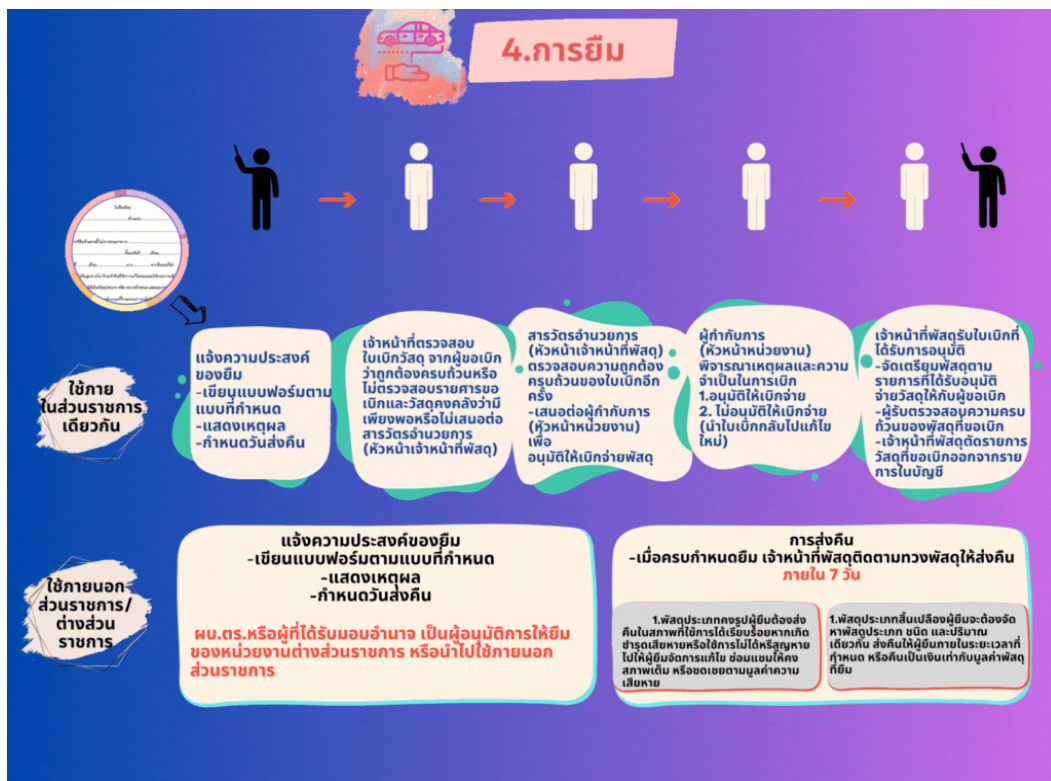 4.การยืม
ใบยืมพัสดุ
ใช้ภาย
ในส่วนราชการ
เดียวกัน
แจ้งความประสงค์
ของยืม
-เขียนแบบฟอร์มตาม
แบบที่กำหนด
-แสดงเหตุผล
-กำหนดวันส่งคืน
เจ้าหน้าที่ตรวจสอบ
ใบเบิกวัสดุ จากผู้ขอเบิก
ว่าถูกต้องครบถ้วนหรือ
ไม่ตรวจสอบรายสารขอ
เบิกและวัสดุคงคลังว่ามี
เพียงพอหรือไม่เสนอต่อ
สารวัตรอำนวยการ
(หัวหน้าเจ้าหน้าที่พัสดุ)
สารวัตรอำนวยการ
(หัวหน้าเจ้าหน้าที่พัสดุ)
ตรวจสอบความถูกต้อง
ครบถ้วนของใบเบิกอีก
ครั้ง
-เสนอต่อผู้กำกับการ
(หัวหน้าหน่วยงาน)
เพื่อ
อนุมัติให้เบิกจ่ายพัสดุ
ผู้กำกับการ
(หัวหน้าหน่วยงาน)
พิจารณาเหตุผลและความ
จำเป็นในการเบิก
1.อนุมัติให้เบิกจ่าย
2. ไม่อนุมัติให้เบิกจ่าย
(นำใบเบิกกลับไปแก้ไข
ใหม่)
เจ้าหน้าที่พัสดุรับใบเบิกที่
ได้รับการอนุมัติ
-จัดเตรียมพัสดุตาม
รายการที่ได้รับอนุมัติ
จ่ายวัสดุให้กับผู้ขอเบิก
-ผู้รับตรวจสอบความครบ
ถ้วนของพัสดุที่ขอเบิก
-เจ้าหน้าที่พัสดุตัดรายการ
วัสดุที่ขอเบิกออกจากราย
การในบัญชี
ใช้ภายนอก
ส่วนราชการ/
ต่างส่วน
ราชการ
แจ้งความประสงค์ของยืม
-เขียนแบบฟอร์มตามแบบที่กำหนด
-แสดงเหตุผล
-กำหนดวันส่งคืน
ผบ.ตร.หรือผู้ที่ได้รับมอบอำนาจ เป็นผู้อนุมัติการให้ยืม
ของหน่วยงานต่างส่วนราชการ หรือนำไปใช้ภายนอก
ส่วนราชการ
การส่งคืน
-เมื่อครบกำหนดยืม เจ้าหน้าที่พัสดุติดตามทวงพัสดุให้ส่งคืน
ภายใน 7 วัน
1.พัสดุประเภทคงรูปผู้ยืมต้องส่ง
คืนในสภาพที่ใช้การได้เรียบร้อยหากเกิด
ชำรุดเสียหายหรือใช้การไม่ได้หรือสูญหาย
ไปให้ผู้ยืมจัดการแก้ไข ซ่อมแซมให้คง
สภาพเดิม หรือชดเชยตามมูลค่าความ
เสียหาย
1.พัสดุประเภทสิ้นเปลืองผู้ยืมจะต้องจัด
หาพัสดุประเภท ชนิด และปริมาณ
เดียวกัน ส่งคืนให้ผู้ยืมภายในระยะเวลาที่
กำหนด หรือคืนเป็นเงินเท่ากับมูลค่าพัสดุ
ที่ยืม